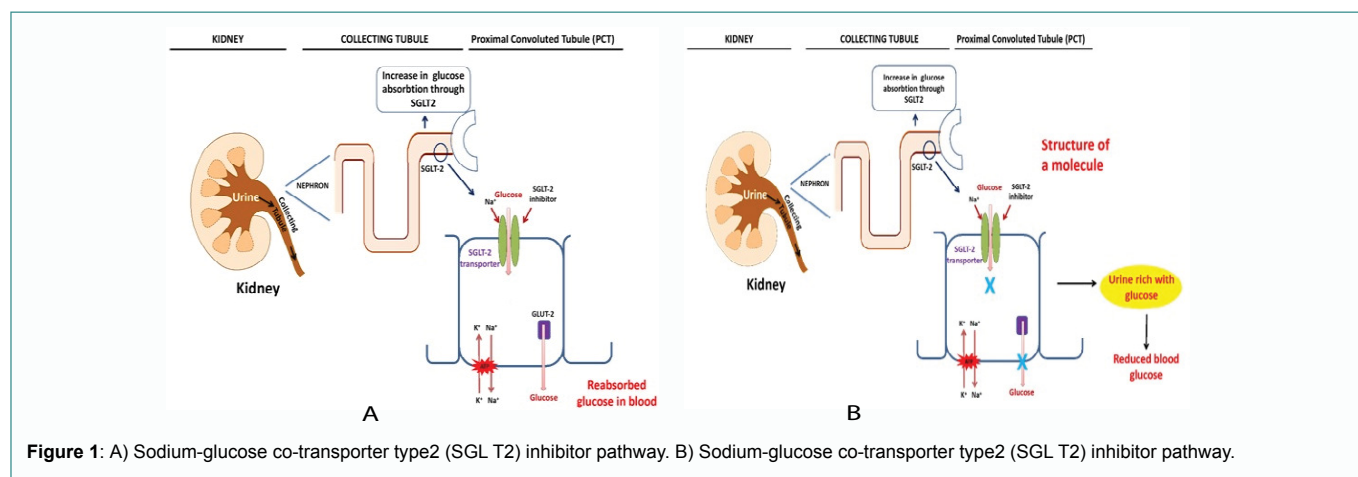 KIDNEY
COLLECTING TUBULE
Proximal Convoluted Tubule (PCT)
Increase in glucose
absorbtion through
SGLT2
SGLT-2
NEPHRON
Urine
Collecting
Tubule
Kidney
Glucose
Na⁺
SGLT-2
inhibitor
SGLT-2
transporter
GLUT-2
K⁺ Na⁺
K⁺ Na⁺
Glucose
Reabsorbed
glucose in blood
A
KIDNEY
COLLECTING TUBULE
Proximal Convoluted Tubule (PCT)
Increase in glucose
absorbtion through
SGLT2
SGLT-2
NEPHRON
Urine
Collecting
Tubule
Kidney
Structure of
a molecule
Glucose
Na⁺
SGLT-2
inhibitor
SGLT-2
transporter
X
Urine rich with
glucose
K⁺ Na⁺
X
K⁺ Na⁺
Glucose
Reduced blood
glucose
B
Figure 1: A) Sodium-glucose co-transporter type2 (SGL T2) inhibitor pathway. B) Sodium-glucose co-transporter type2 (SGL T2) inhibitor pathway.